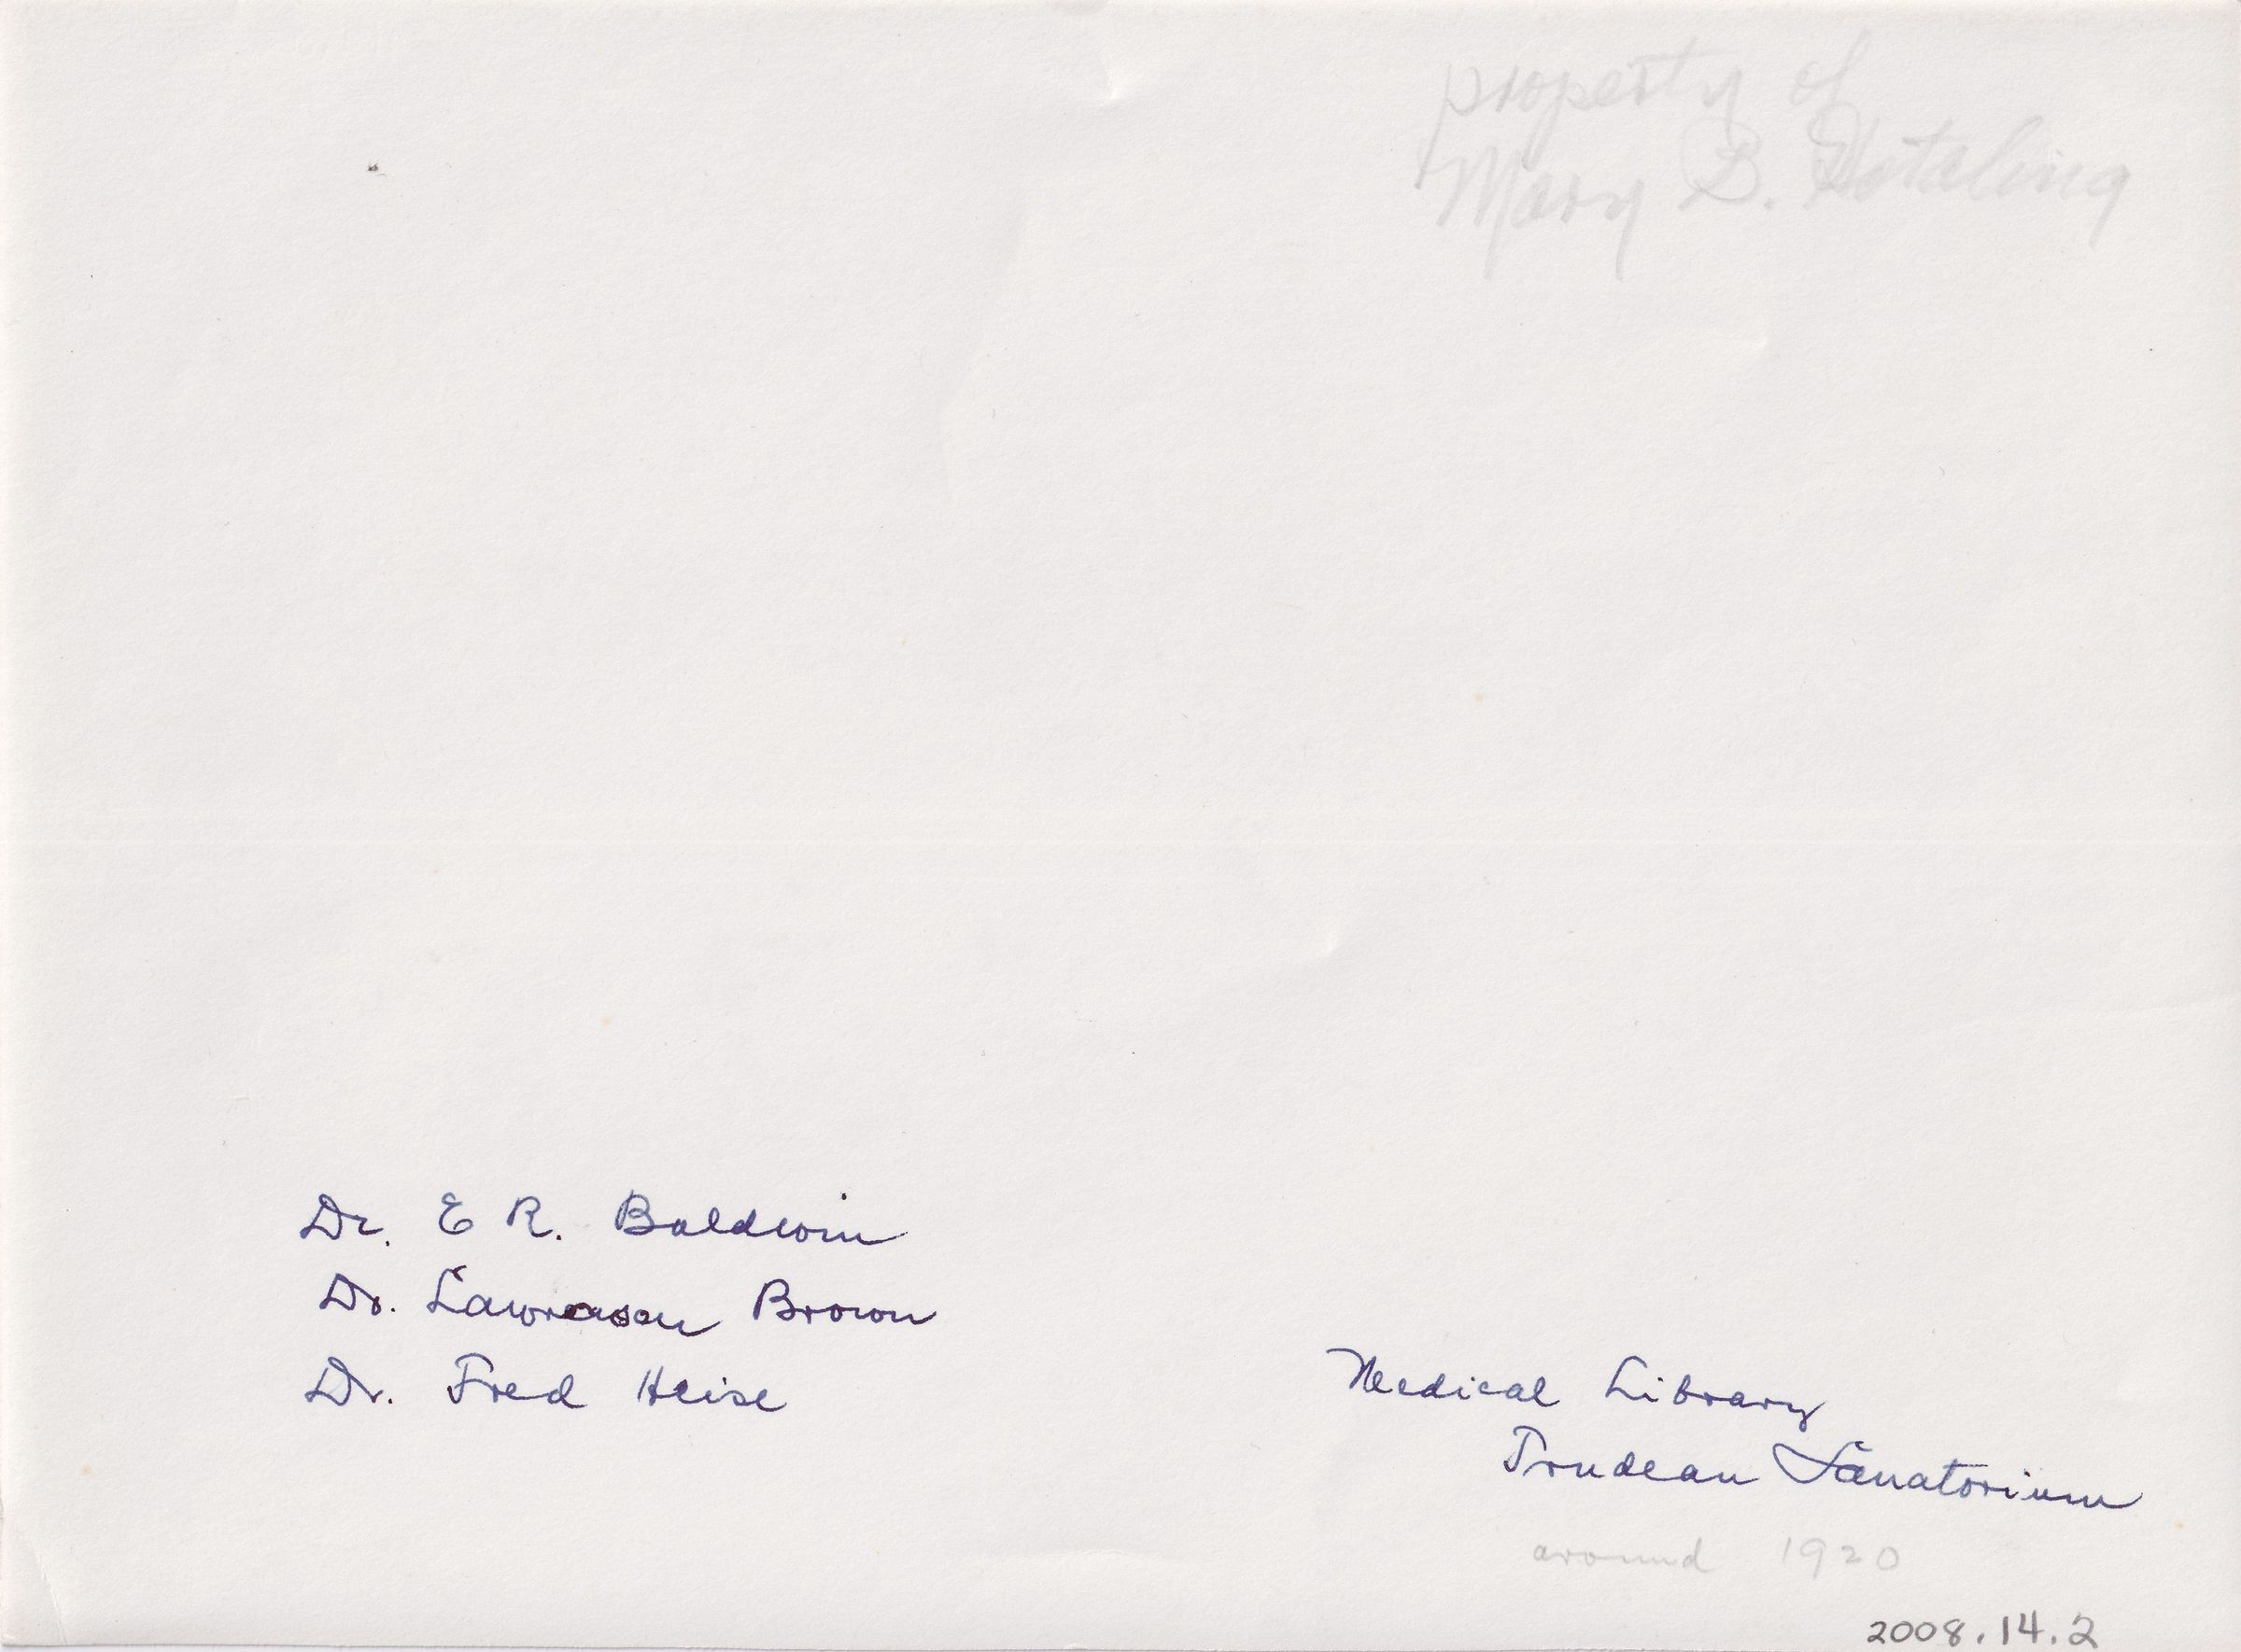 property of
Mary B. Hotaling
Dr. E R. Baldwin
Dr. Lawrason Brown
Dr. Fred Heise
Medical Library
Trudeau Sanatorium
around 1920
2008.14.2